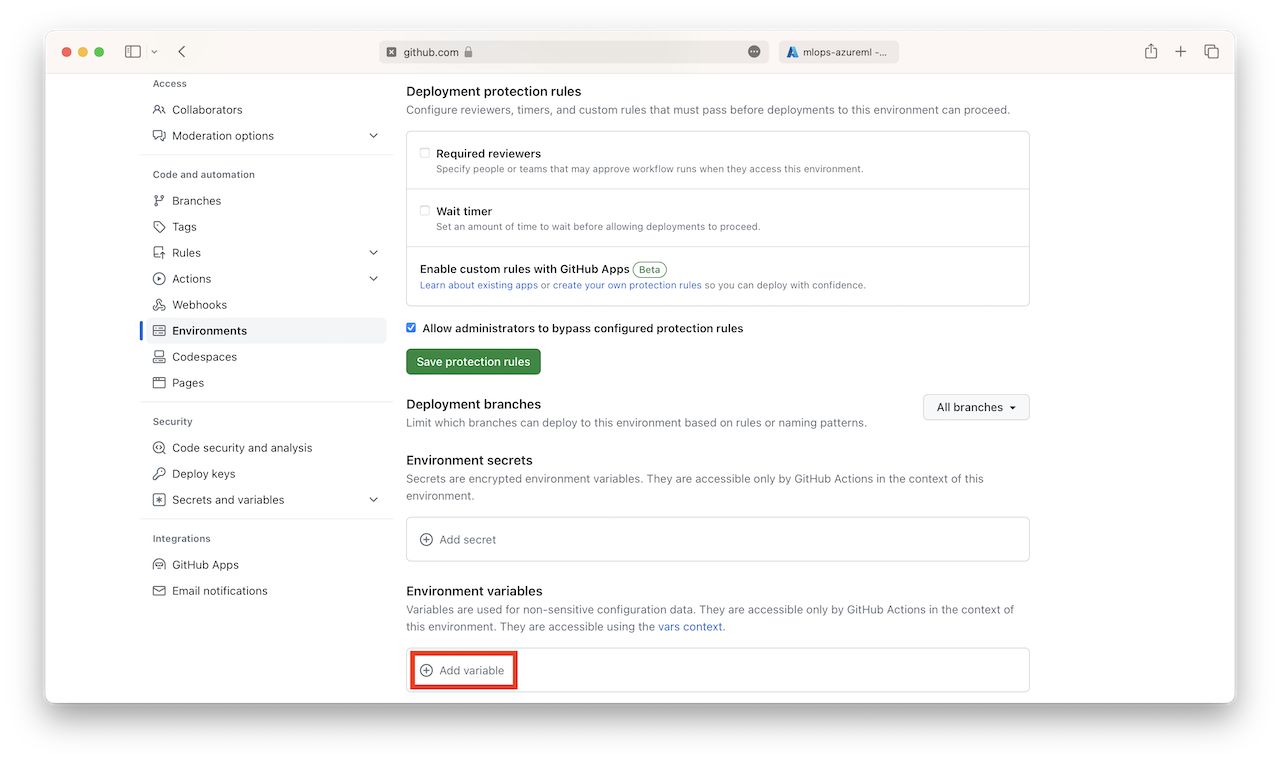 github.com
mlops-azureml -...
Access
Collaborators
Moderation options
Code and automation
Branches
Tags
Rules
Actions
Webhooks
Environments
Codespaces
Pages
Security
Code security and analysis
Deploy keys
Secrets and variables
Integrations
GitHub Apps
Email notifications
Deployment protection rules
Configure reviewers, timers, and custom rules that must pass before deployments to this environment can proceed.
Required reviewers
Specify people or teams that may approve workflow runs when they access this environment.
Wait timer
Set an amount of time to wait before allowing deployments to proceed.
Enable custom rules with GitHub Apps Beta
Learn about existing apps or create your own protection rules so you can deploy with confidence.
Allow administrators to bypass configured protection rules
Save protection rules
Deployment branches
Limit which branches can deploy to this environment based on rules or naming patterns.
All branches
Environment secrets
Secrets are encrypted environment variables. They are accessible only by GitHub Actions in the context of this
environment.
Add secret
Environment variables
Variables are used for non-sensitive configuration data. They are accessible only by GitHub Actions in the context of
this environment. They are accessible using the vars context.
Add variable